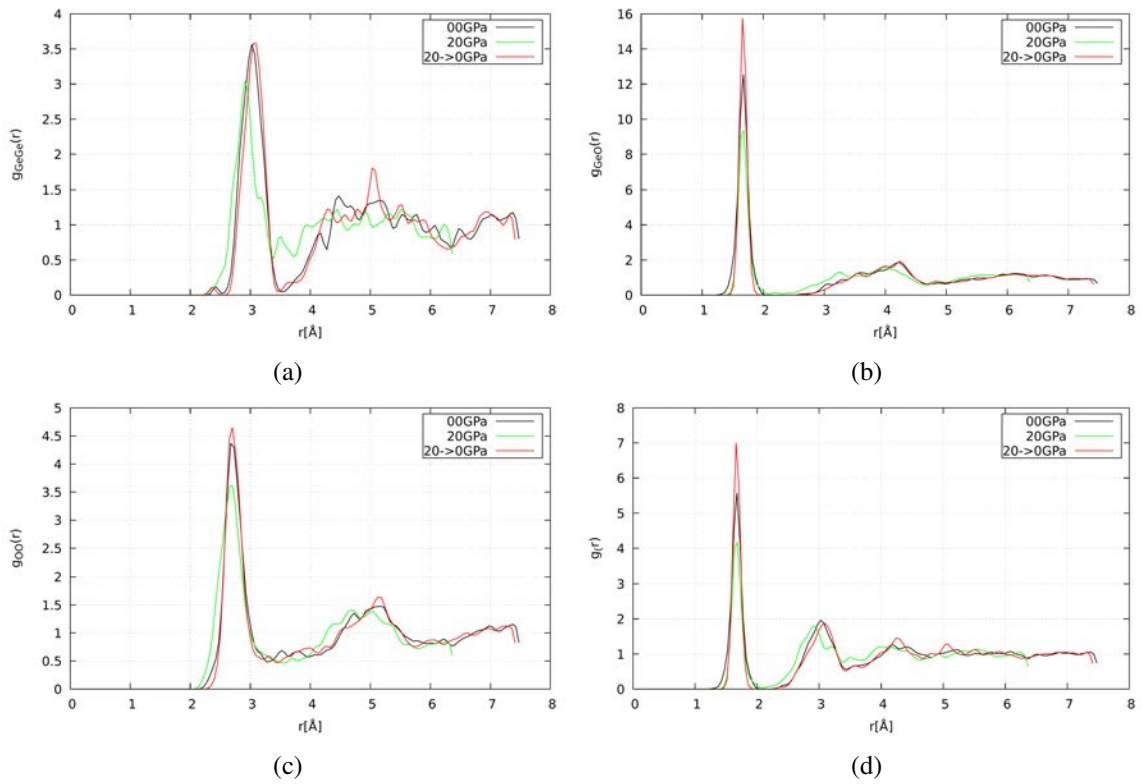 4
3.5
3
2.5
2
1.5
1
0.5
0
0 1 2 3 4 5 6 7 8
g_GeGe(r)
r[Å]
00GPa
20GPa
20->0GPa
(a)
16
14
12
10
8
6
4
2
0
0 1 2 3 4 5 6 7 8
g_GeO(r)
r[Å]
00GPa
20GPa
20->0GPa
(b)
5
4.5
4
3.5
3
2.5
2
1.5
1
0.5
0
0 1 2 3 4 5 6 7 8
g_OO(r)
r[Å]
00GPa
20GPa
20->0GPa
(c)
8
7
6
5
4
3
2
1
0
0 1 2 3 4 5 6 7 8
g_(r)
r[Å]
00GPa
20GPa
20->0GPa
(d)